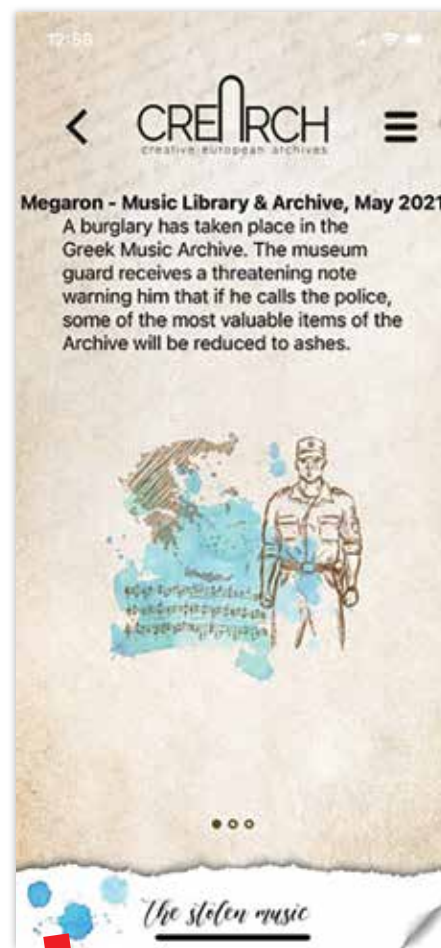 12:50
CREARCH
creative european archives
Megaron - Music Library & Archive, May 2021
A burglary has taken place in the
Greek Music Archive. The museum
guard receives a threatening note
warning him that if he calls the police,
some of the most valuable items of the
Archive will be reduced to ashes.
the stolen music